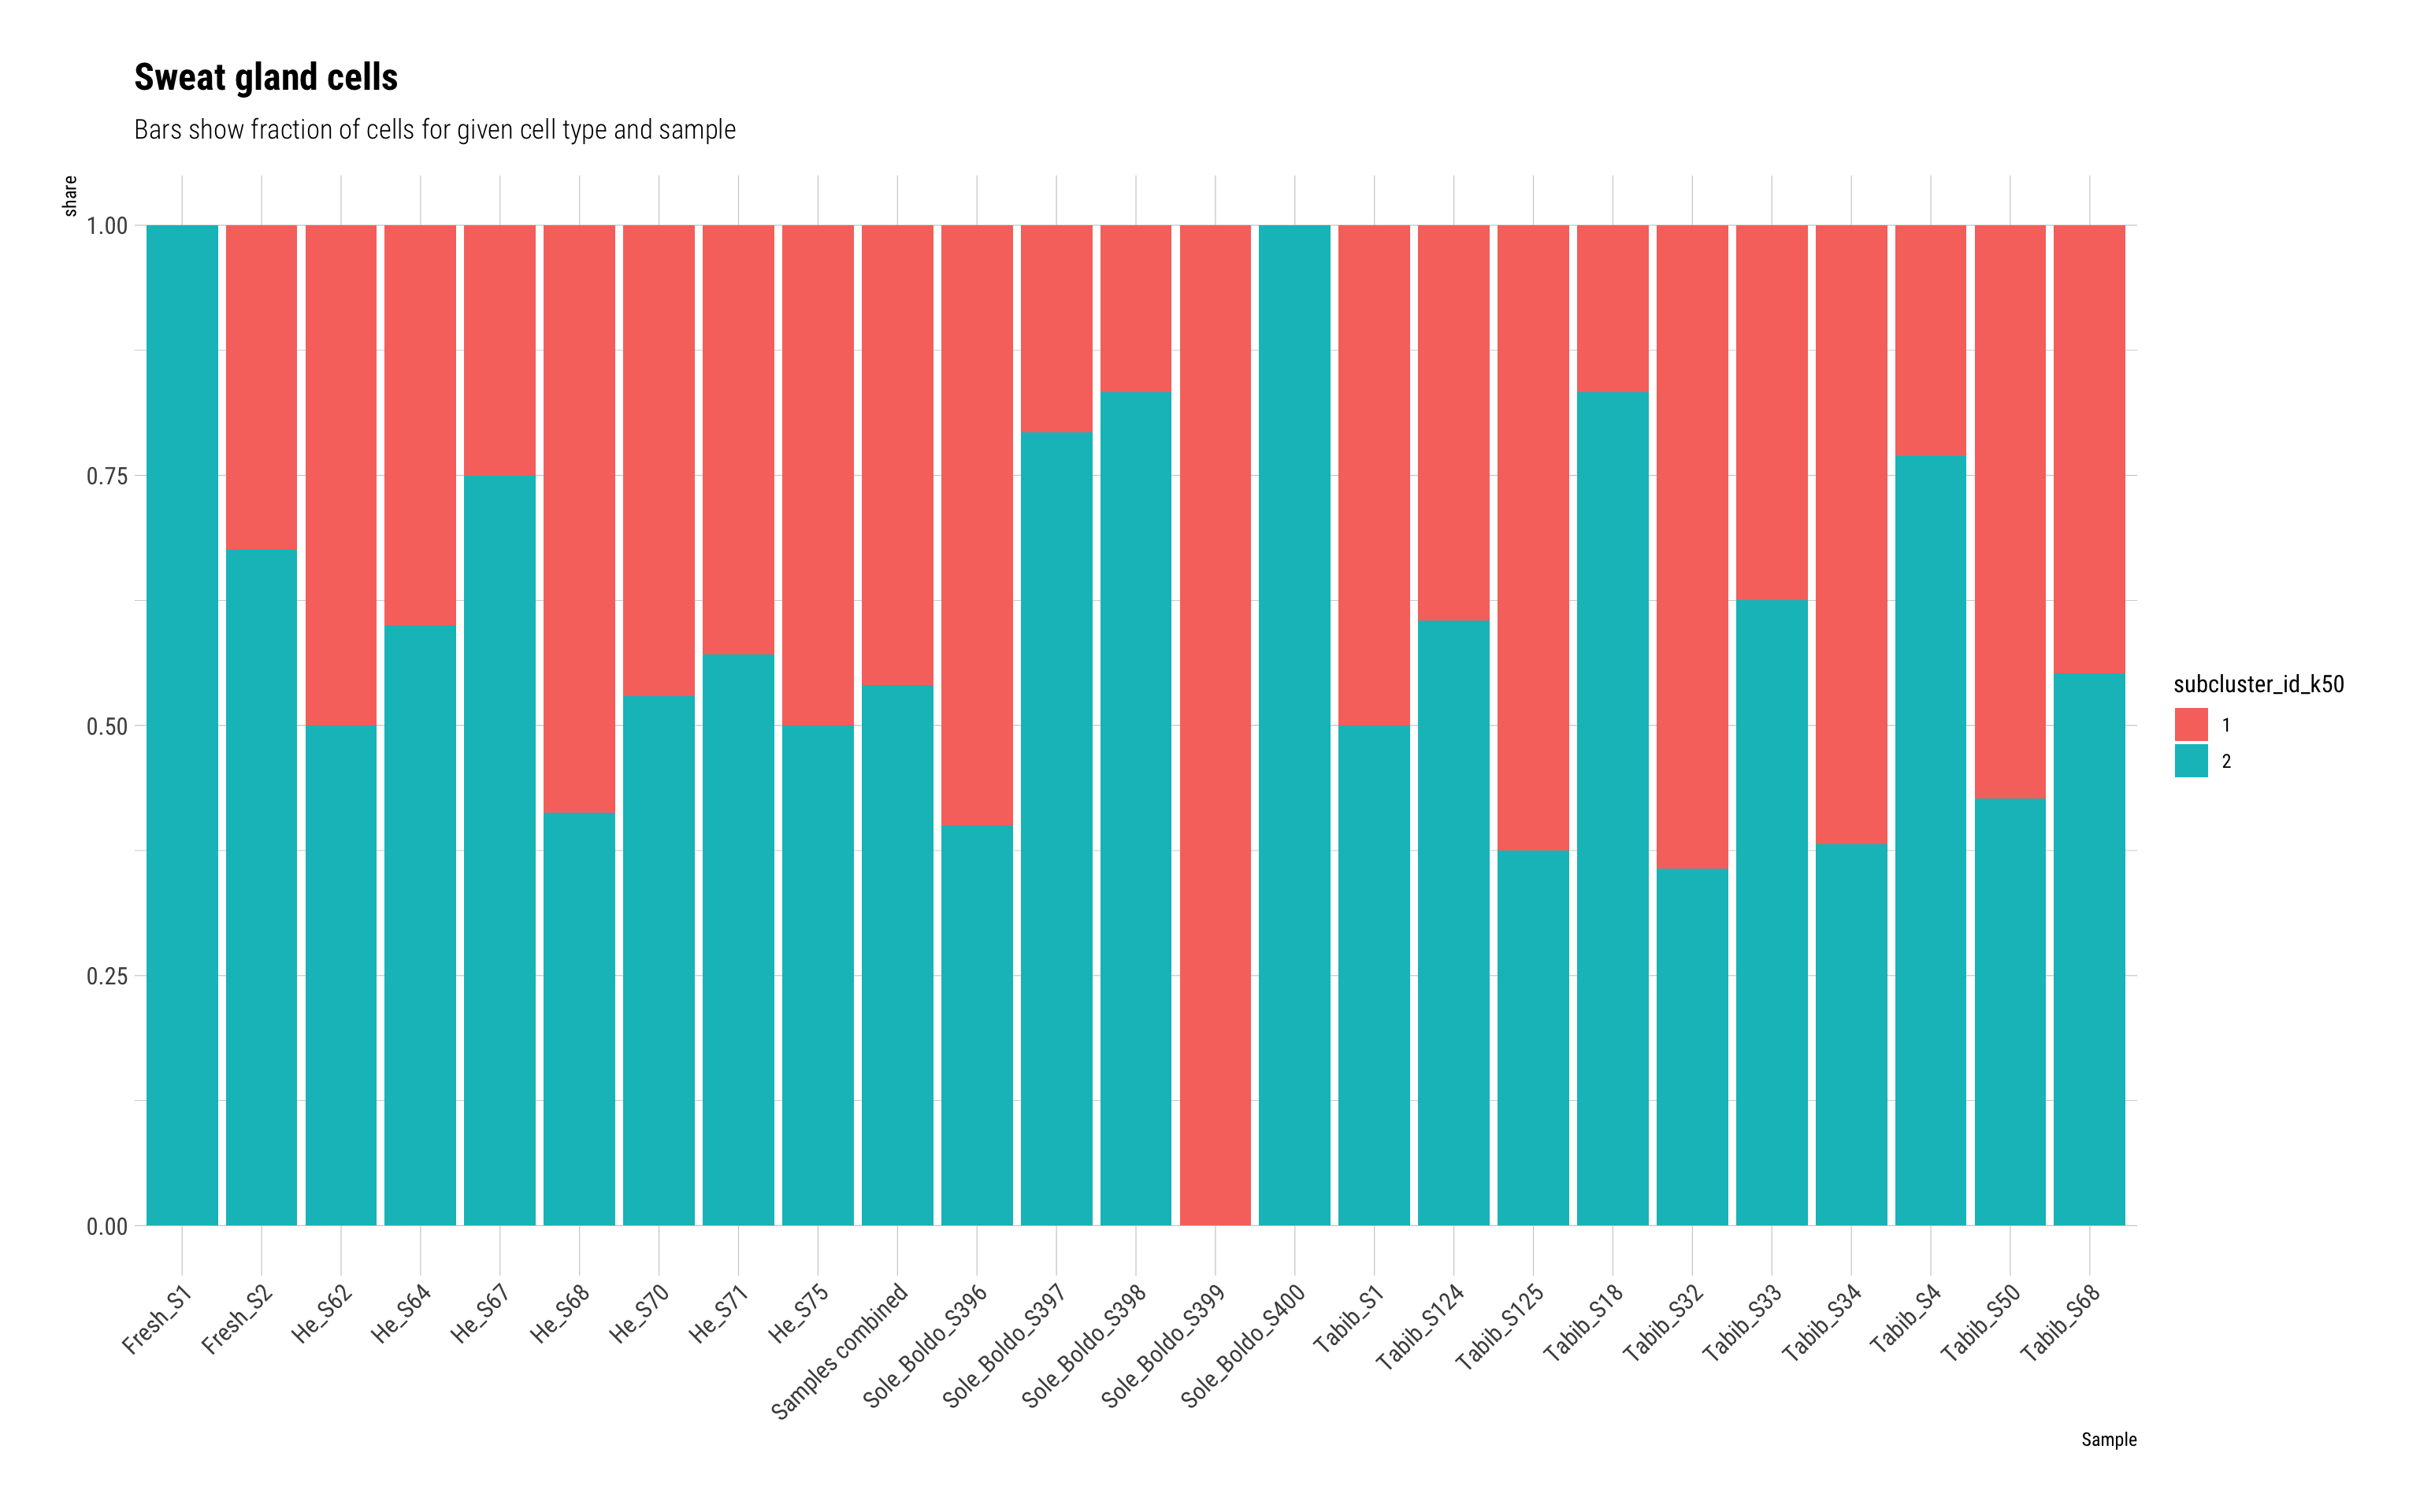 Sweat gland cells
Bars show fraction of cells for given cell type and sample
share
1.00
0.75
0.50
0.25
0.00
subcluster_id_k50
1
2
Fresh_S1
Fresh_S2
He_S62
He_S64
He_S67
He_S68
He_S70
He_S71
He_S75
Samples combined
Sole_Boldo_S396
Sole_Boldo_S397
Sole_Boldo_S398
Sole_Boldo_S399
Sole_Boldo_S400
Tabib_S1
Tabib_S124
Tabib_S125
Tabib_S18
Tabib_S32
Tabib_S33
Tabib_S34
Tabib_S4
Tabib_S50
Tabib_S68
Sample